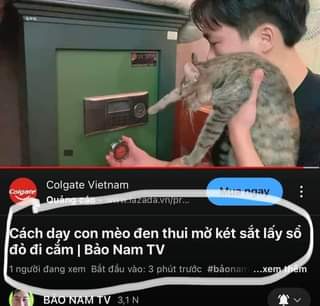 Colgate
Colgate Vietnam
Quảng cáo · www.lazada.vn/pr...
Mua ngay
Cách dạy con mèo đen thui mở két sắt lấy sổ
đỏ đi cắm | Bảo Nam TV
1 người đang xem Bắt đầu vào: 3 phút trước #bảonam ...xem thêm
BẢO NAM TV 3,1 N